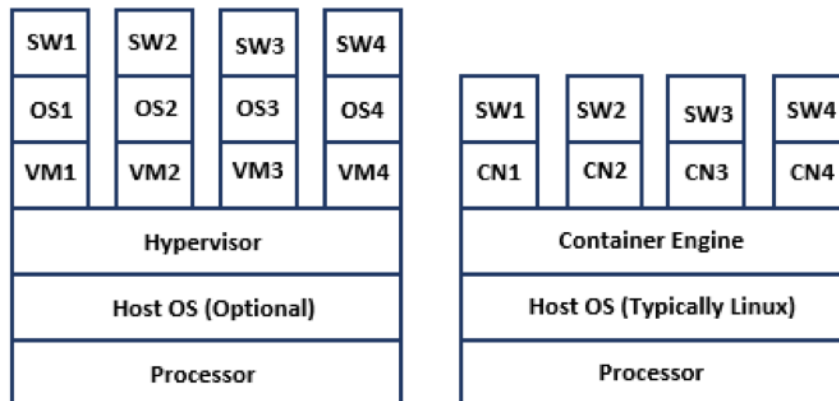 SW1 SW2 SW3 SW4
OS1 OS2 OS3 OS4
VM1 VM2 VM3 VM4
Hypervisor
Host OS (Optional)
Processor
SW1 SW2 SW3 SW4
CN1 CN2 CN3 CN4
Container Engine
Host OS (Typically Linux)
Processor